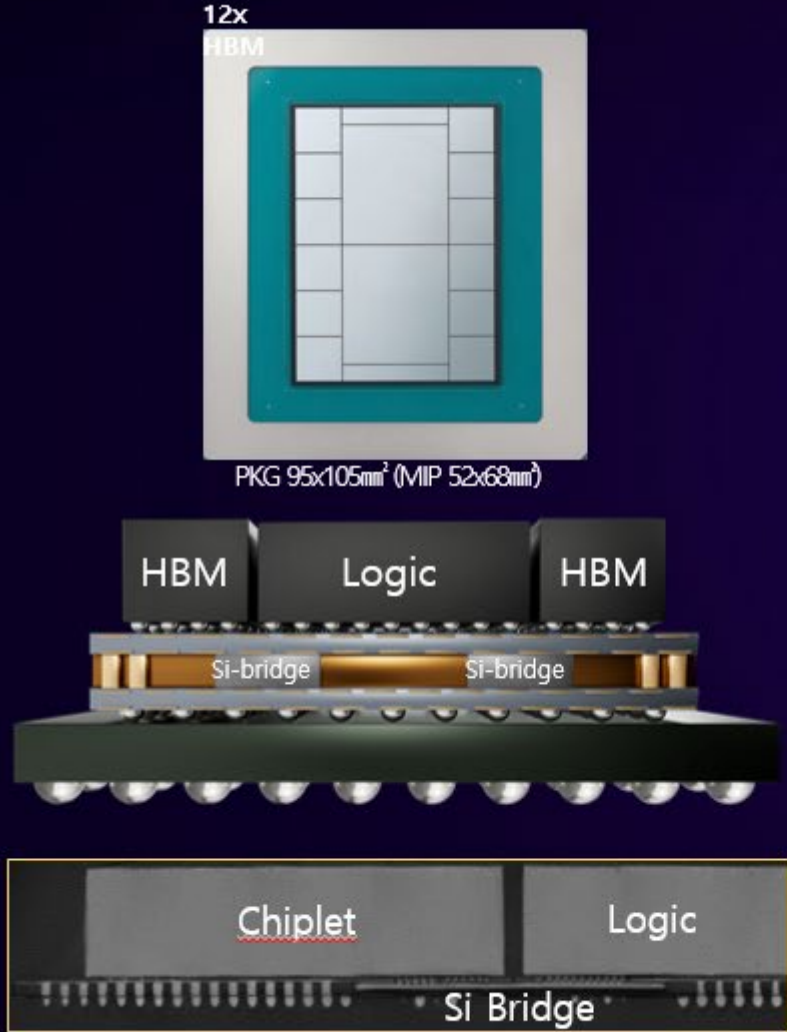 12x
HBM
PKG 95x105㎟ (MIP 52x68㎟)
HBM Logic HBM
Si-bridge Si-bridge
Chiplet Logic
Si Bridge